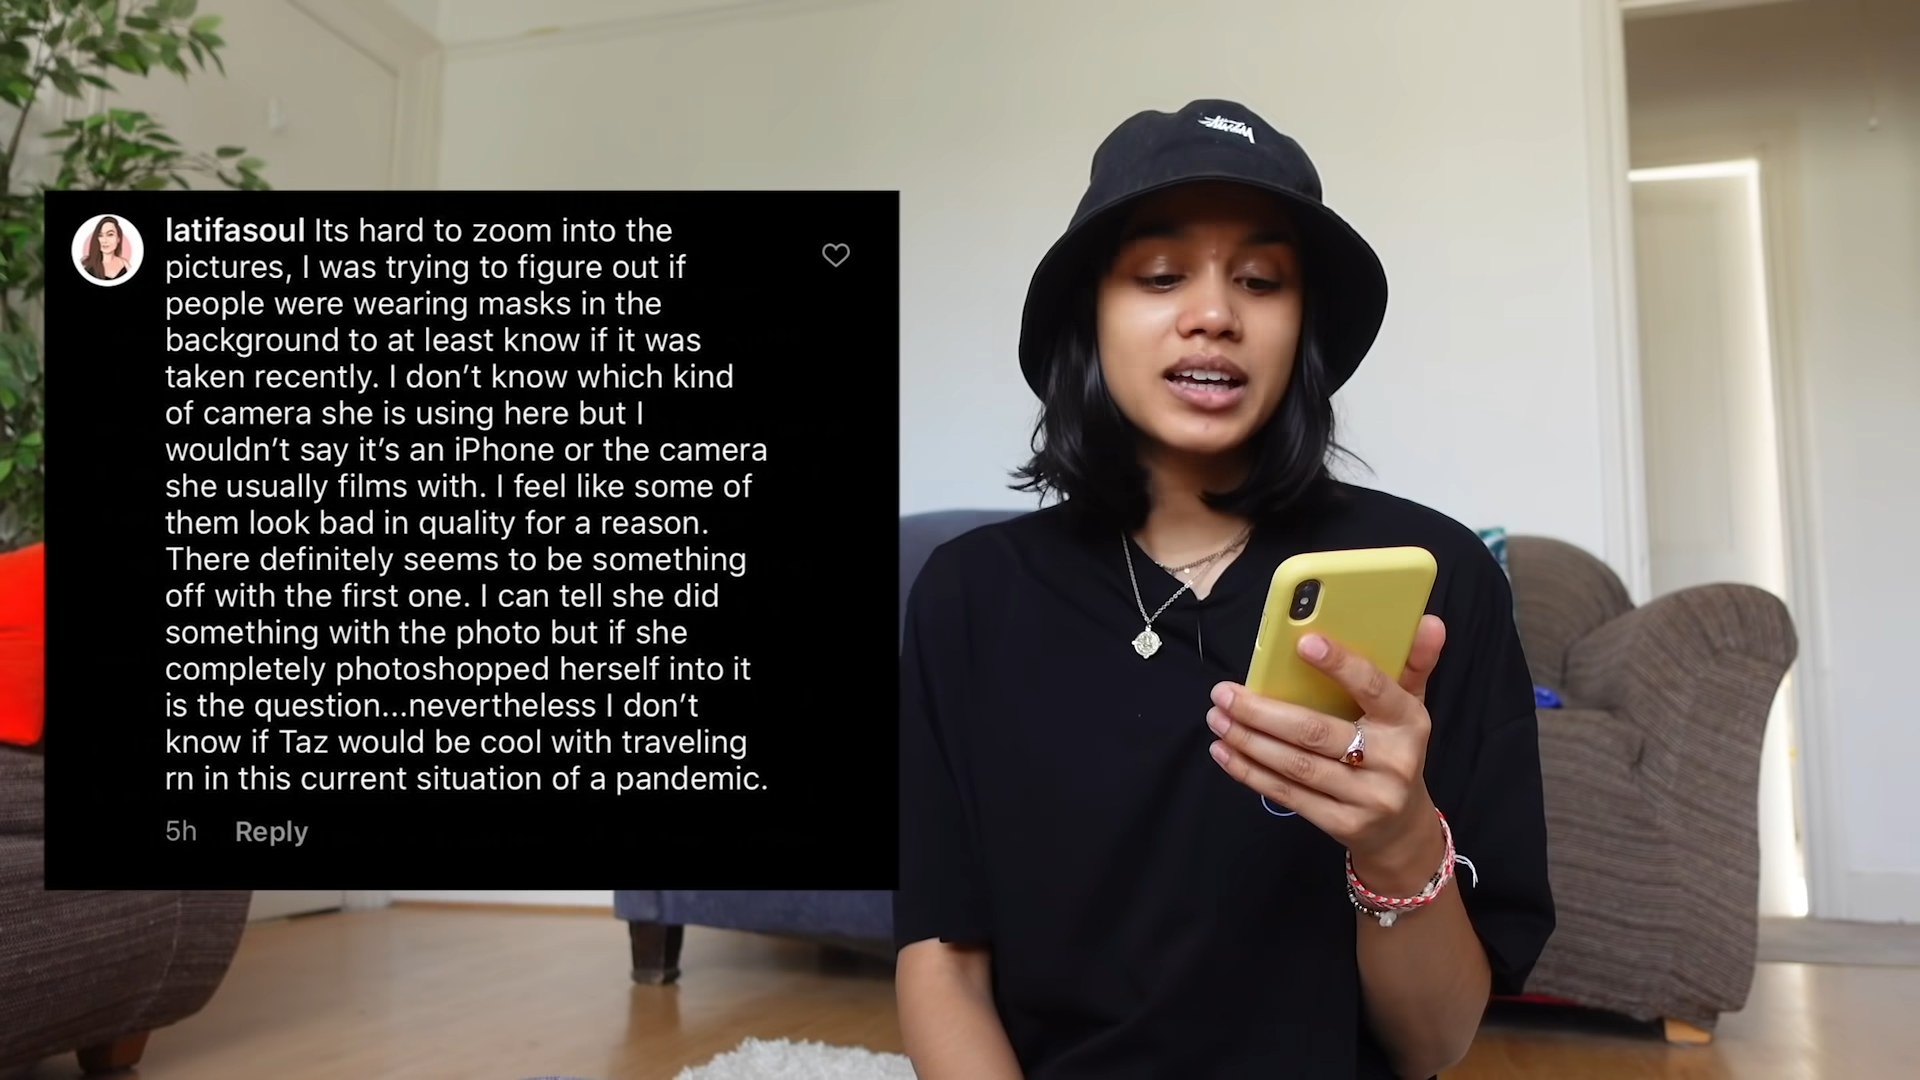 latifasoul Its hard to zoom into the
pictures, I was trying to figure out if
people were wearing masks in the
background to at least know if it was
taken recently. I don’t know which kind
of camera she is using here but I
wouldn’t say it’s an iPhone or the camera
she usually films with. I feel like some of
them look bad in quality for a reason.
There definitely seems to be something
off with the first one. I can tell she did
something with the photo but if she
completely photoshopped herself into it
is the question...nevertheless I don’t
know if Taz would be cool with traveling
rn in this current situation of a pandemic.
5h Reply